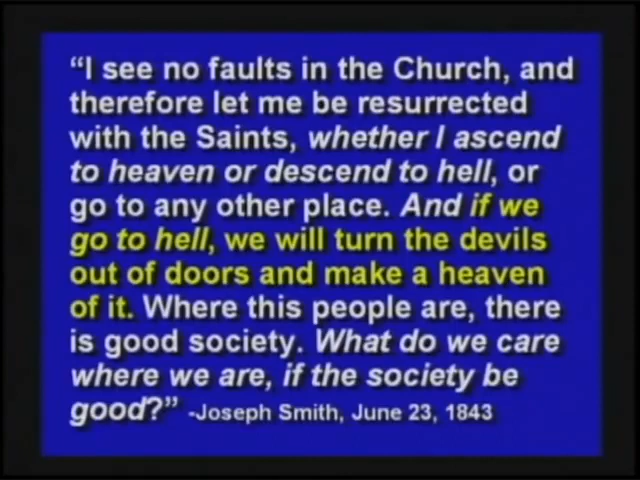 “I see no faults in the Church, and
therefore let me be resurrected
with the Saints, whether I ascend
to heaven or descend to hell, or
go to any other place. And if we
go to hell, we will turn the devils
out of doors and make a heaven
of it. Where this people are, there
is good society. What do we care
where we are, if the society be
good?” -Joseph Smith, June 23, 1843